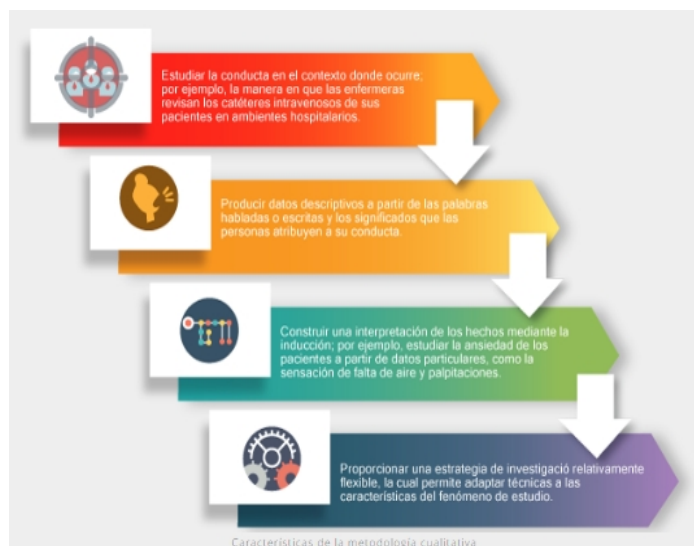 Estudiar la conducta en el contexto donde ocurre;
por ejemplo, la manera en que las enfermeras
revisan los catéteres intravenosos de sus
pacientes en ambientes hospitalarios.
Producir datos descriptivos a partir de las palabras
habladas o escritas y los significados que las
personas atribuyen a su conducta.
Construir una interpretación de los hechos mediante la
inducción; por ejemplo, estudiar la ansiedad de los
pacientes a partir de datos particulares, como la
sensación de falta de aire y palpitaciones.
Proporcionar una estrategia de investigació relativamente
flexible, la cual permite adaptar técnicas a las
características del fenómeno de estudio.
Características de la metodología cualitativa